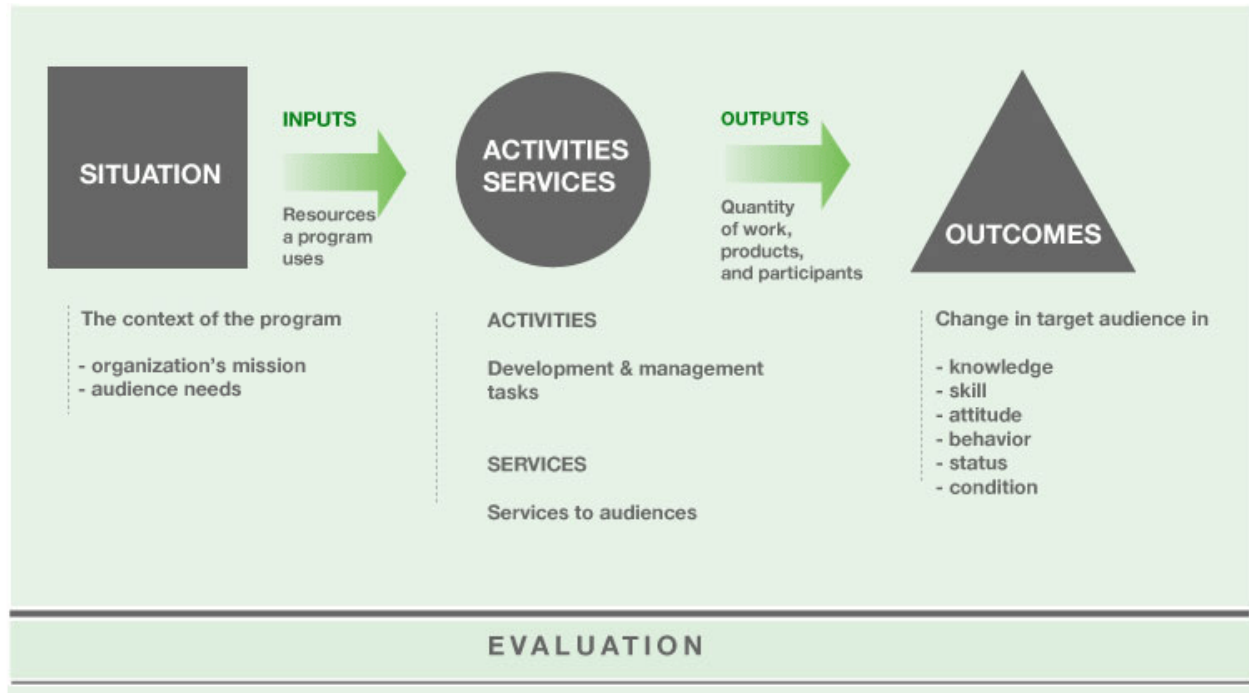 SITUATION
The context of the program
- organization's mission
- audience needs
INPUTS
Resources
a program
uses
ACTIVITIES
SERVICES
ACTIVITIES
Development & management
tasks
SERVICES
Services to audiences
OUTPUTS
Quantity
of work,
products,
and participants
OUTCOMES
Change in target audience in
- knowledge
- skill
- attitude
- behavior
- status
- condition
EVALUATION